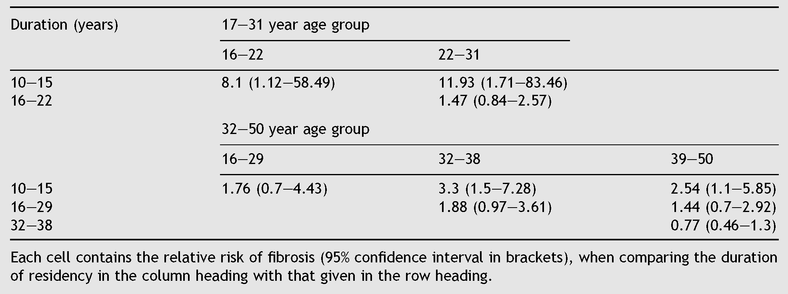 Duration (years) 17–31 year age group
16–22 22–31
10–15 8.1 (1.12–58.49) 11.93 (1.71–83.46)
16–22 1.47 (0.84–2.57)
32–50 year age group
16–29 32–38 39–50
10–15 1.76 (0.7–4.43) 3.3 (1.5–7.28) 2.54 (1.1–5.85)
16–29 1.88 (0.97–3.61) 1.44 (0.7–2.92)
32–38 0.77 (0.46–1.3)
Each cell contains the relative risk of fibrosis (95% confidence interval in brackets), when comparing the duration
of residency in the column heading with that given in the row heading.